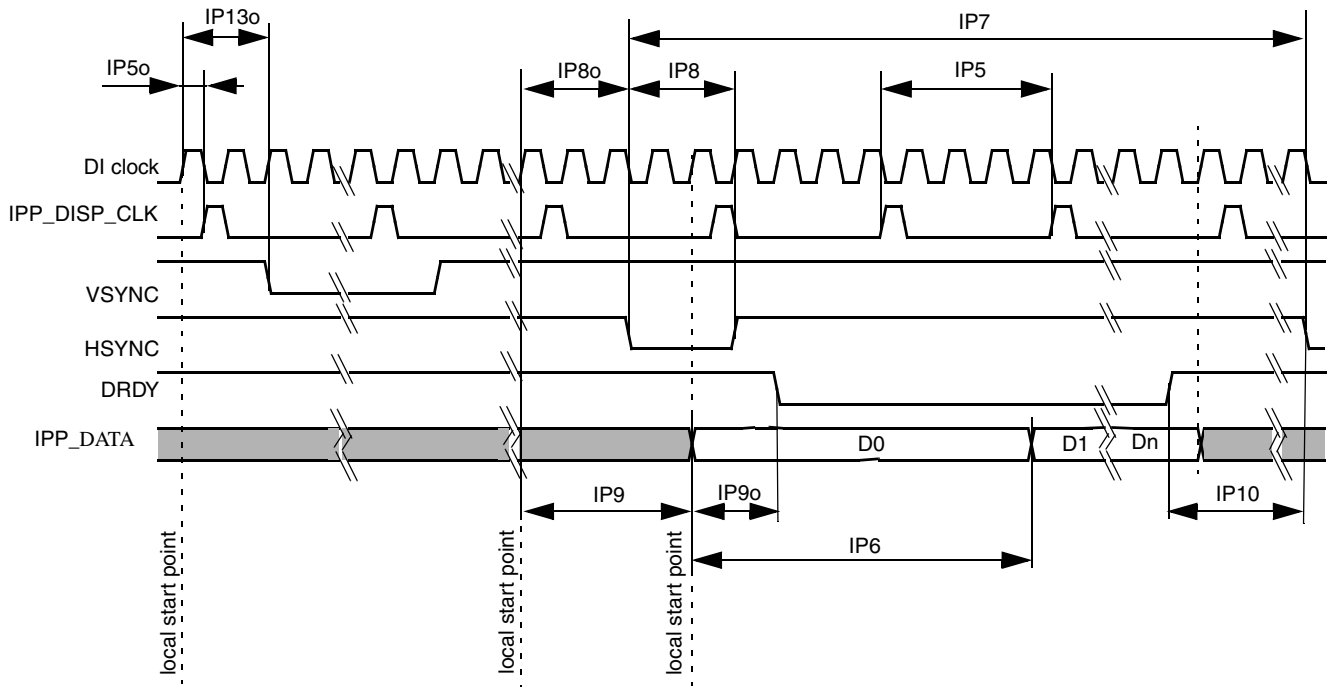 IP13o
IP7
IP5o
IP8o
IP8
IP5
DI clock
IPP_DISP_CLK
VSYNC
HSYNC
DRDY
IPP_DATA
D0
D1
Dn
IP9
IP9o
IP10
IP6
local start point
local start point
local start point